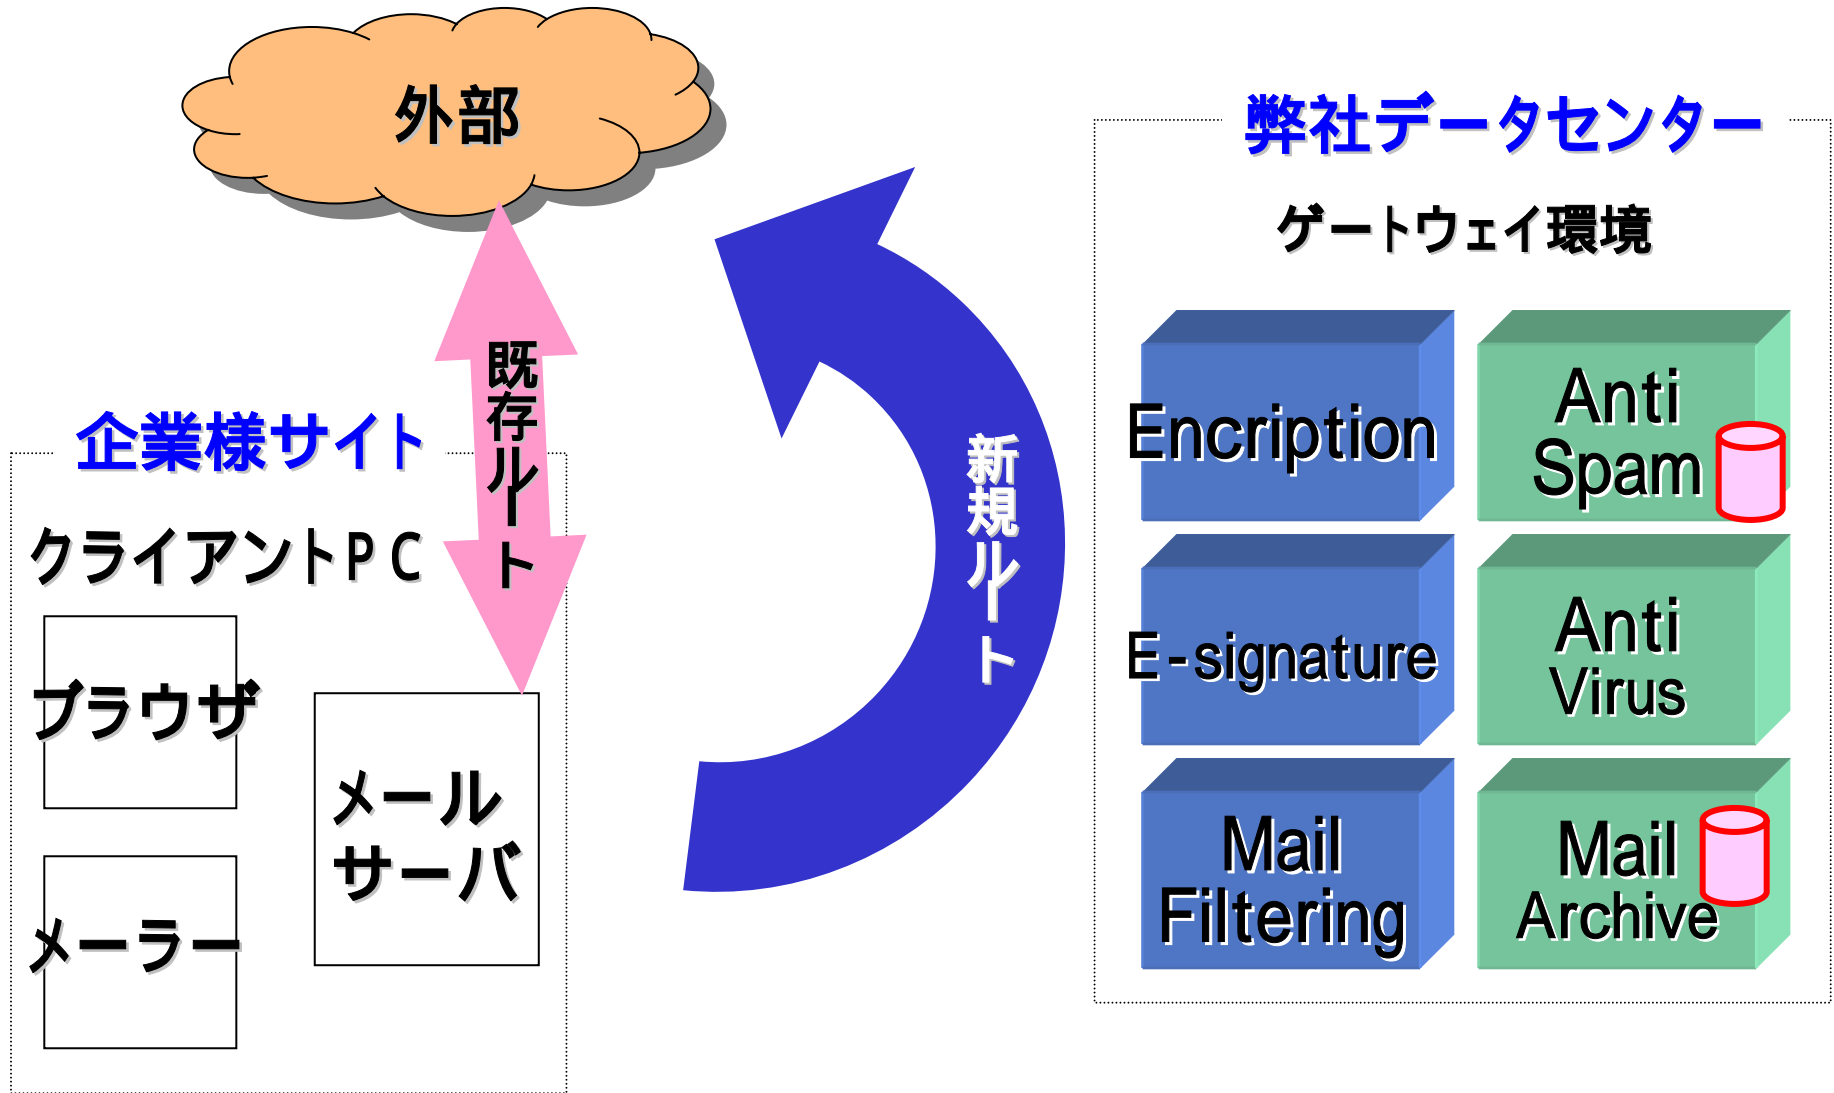 外部
既存ルート
企業様サイト
クライアントＰＣ
ブラウザ
メーラー
メール
サーバ
新規ルート
弊社データセンター
ゲートウェイ環境
Encription
Anti
Spam
E-signature
Anti
Virus
Mail
Filtering
Mail
Archive